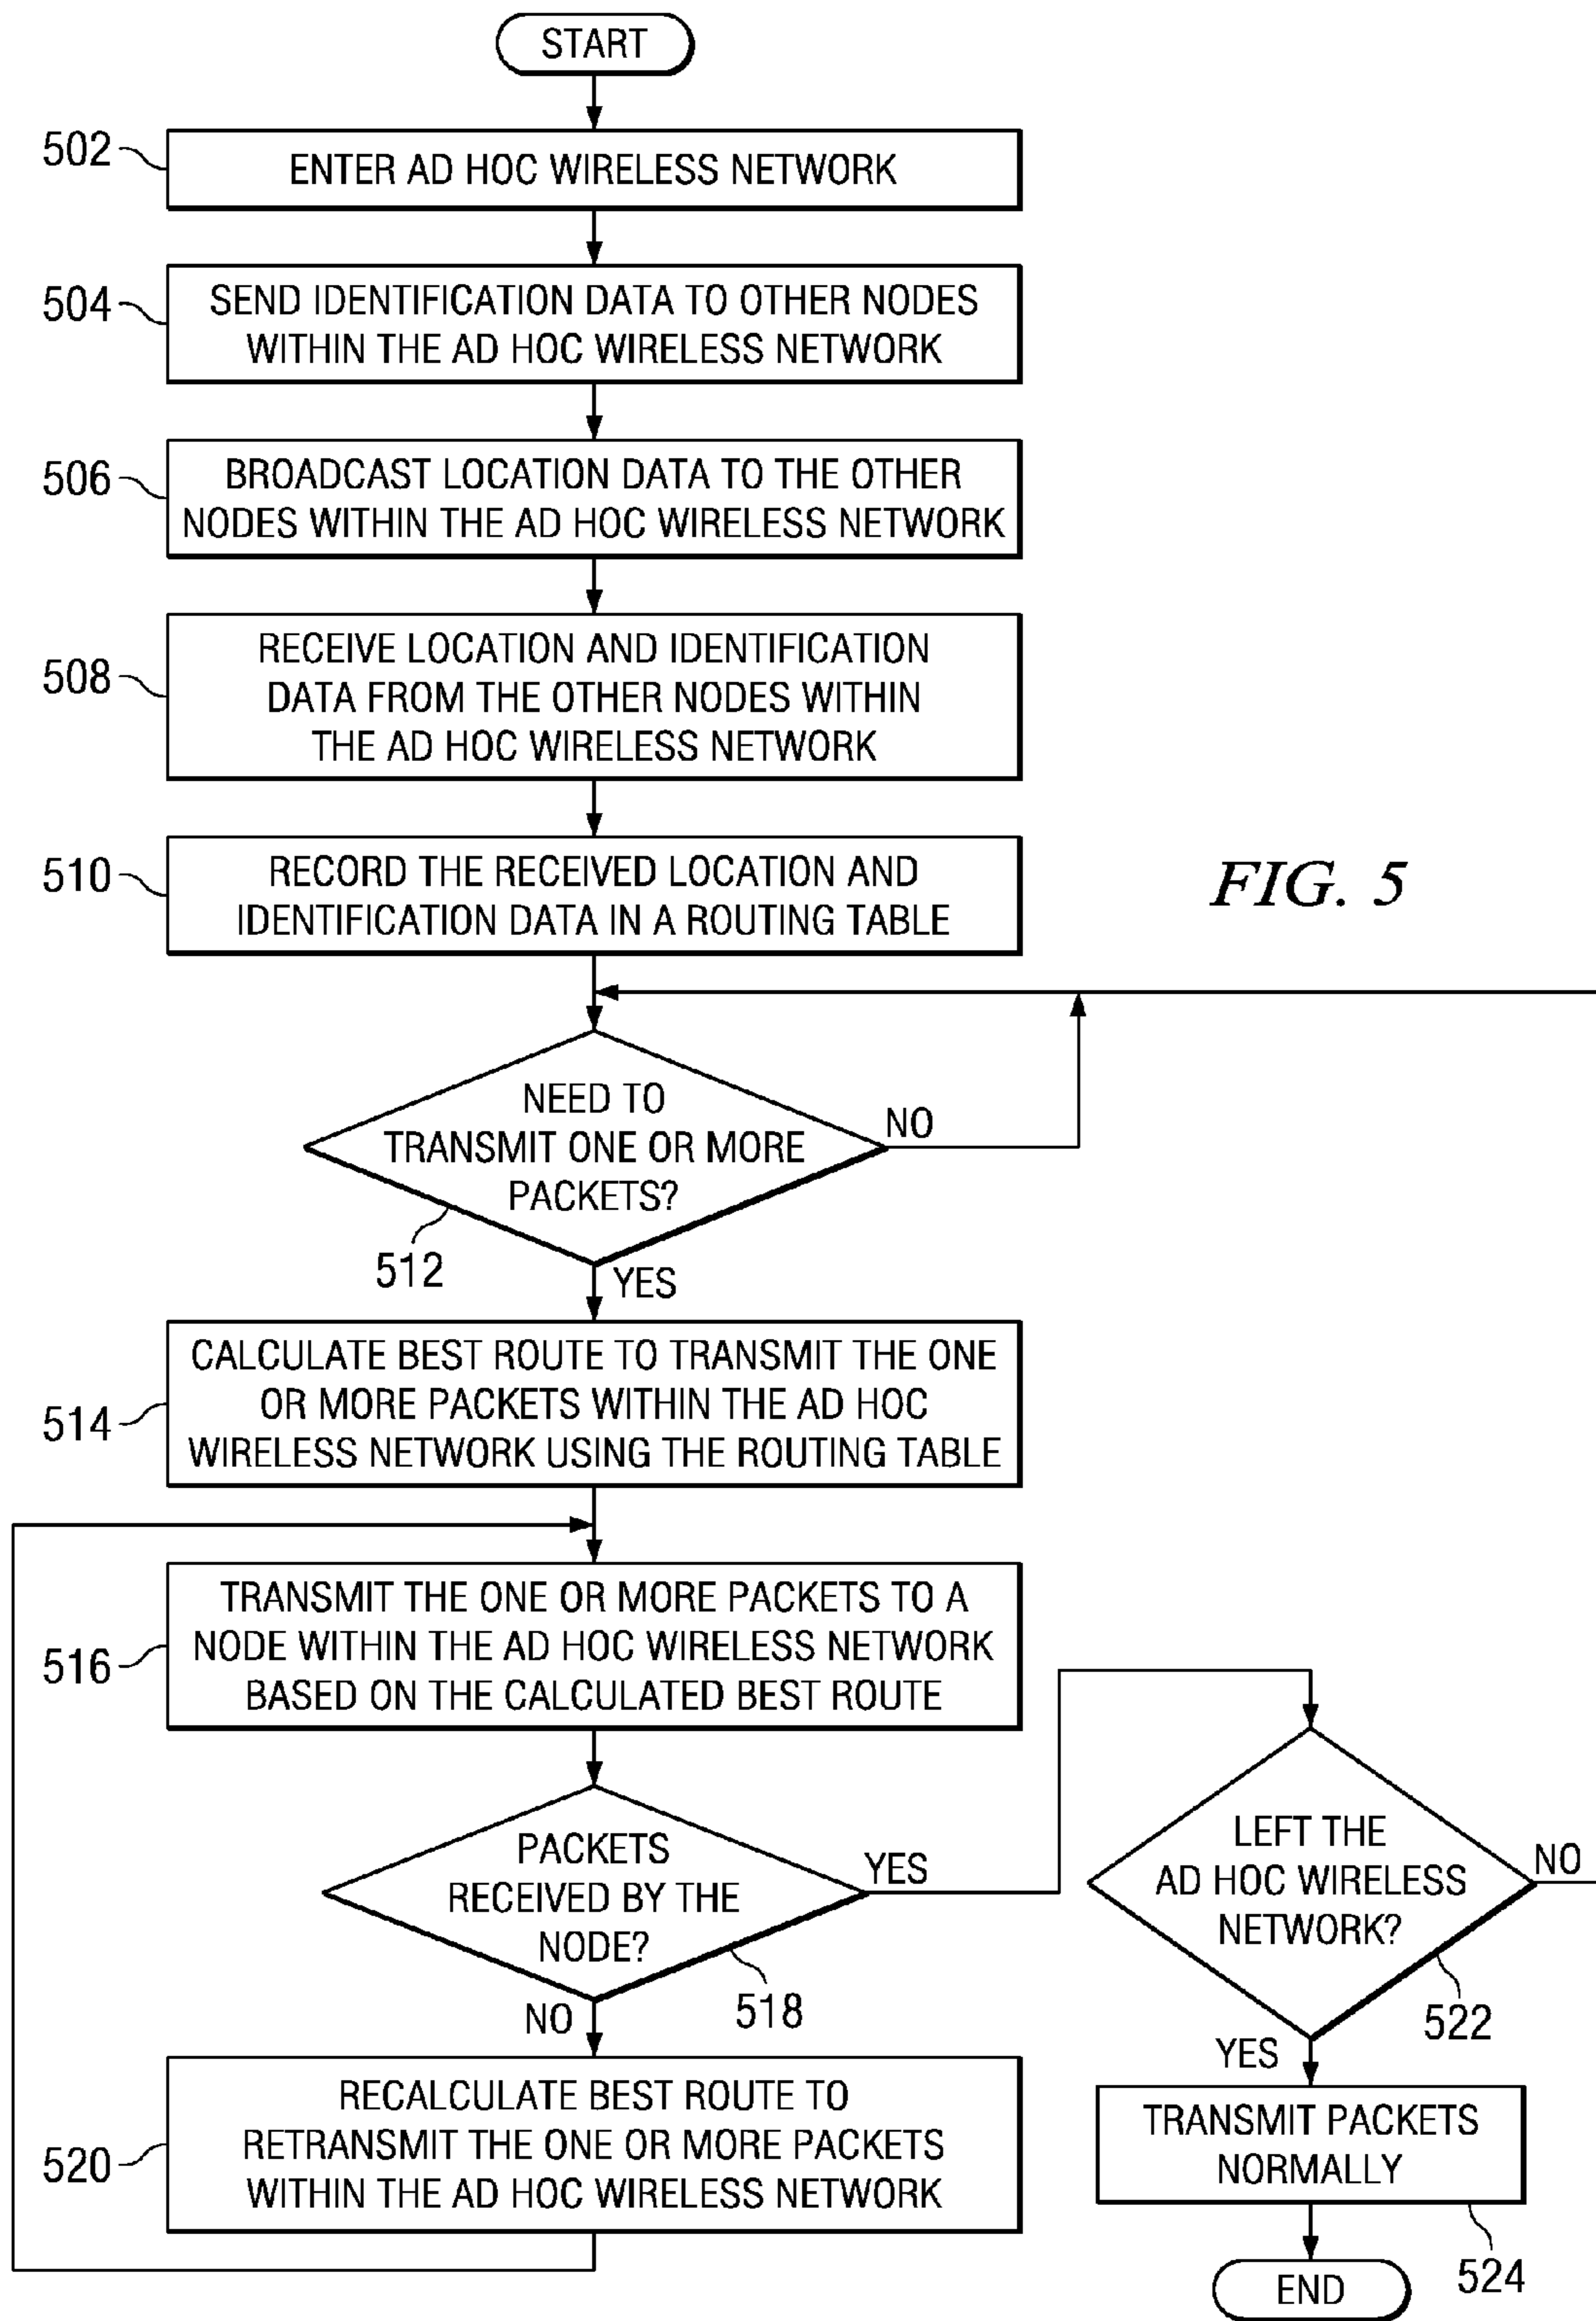 START
502
ENTER AD HOC WIRELESS NETWORK
504
SEND IDENTIFICATION DATA TO OTHER NODES
WITHIN THE AD HOC WIRELESS NETWORK
506
BROADCAST LOCATION DATA TO THE OTHER
NODES WITHIN THE AD HOC WIRELESS NETWORK
508
RECEIVE LOCATION AND IDENTIFICATION
DATA FROM THE OTHER NODES WITHIN
THE AD HOC WIRELESS NETWORK
510
RECORD THE RECEIVED LOCATION AND
IDENTIFICATION DATA IN A ROUTING TABLE
FIG. 5
NEED TO
TRANSMIT ONE OR MORE
PACKETS?
NO
512
YES
514
CALCULATE BEST ROUTE TO TRANSMIT THE ONE
OR MORE PACKETS WITHIN THE AD HOC
WIRELESS NETWORK USING THE ROUTING TABLE
516
TRANSMIT THE ONE OR MORE PACKETS TO A
NODE WITHIN THE AD HOC WIRELESS NETWORK
BASED ON THE CALCULATED BEST ROUTE
PACKETS
RECEIVED BY THE
NODE?
YES
518
NO
520
RECALCULATE BEST ROUTE TO
RETRANSMIT THE ONE OR MORE PACKETS
WITHIN THE AD HOC WIRELESS NETWORK
LEFT THE
AD HOC WIRELESS
NETWORK?
NO
522
YES
TRANSMIT PACKETS
NORMALLY
524
END